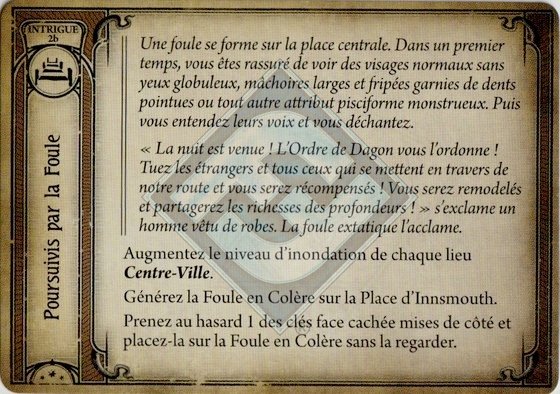 INTRIGUE
2b
Poursuivis par la Foule
Une foule se forme sur la place centrale. Dans un premier
temps, vous êtes rassuré de voir des visages normaux sans
yeux globuleux, mâchoires larges et fripées garnies de dents
pointues ou tout autre attribut pisciforme monstrueux. Puis
vous entendez leurs voix et vous déchantez.
« La nuit est venue ! L'Ordre de Dagon vous l'ordonne !
Tuez les étrangers et tous ceux qui se mettent en travers de
notre route et vous serez récompensés ! Vous serez remodelés
et partagerez les richesses des profondeurs ! » s'exclame un
homme vêtu de robes. La foule extatique l'acclame.
Augmentez le niveau d'inondation de chaque lieu
Centre-Ville.
Générez la Foule en Colère sur la Place d'Innsmouth.
Prenez au hasard 1 des clés face cachée mises de côté et
placez-la sur la Foule en Colère sans la regarder.